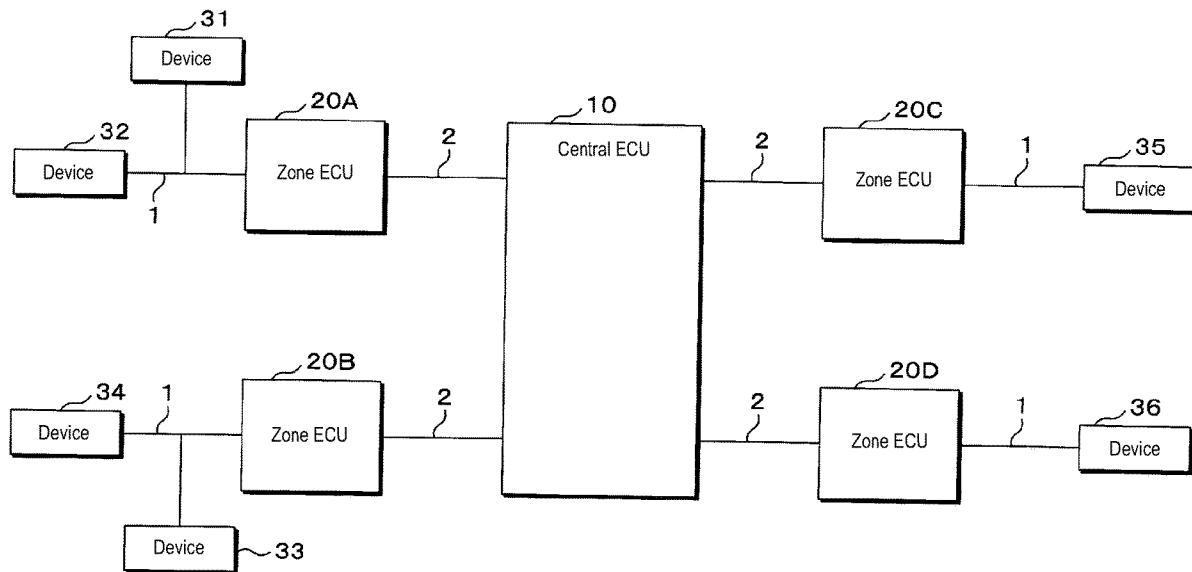 31
Device
20A
10
20C
32
2
Central ECU
2
1
35
Device
Zone ECU
Zone ECU
Device
1
20B
20D
34
1
2
2
1
36
Device
Zone ECU
Zone ECU
Device
Device
33